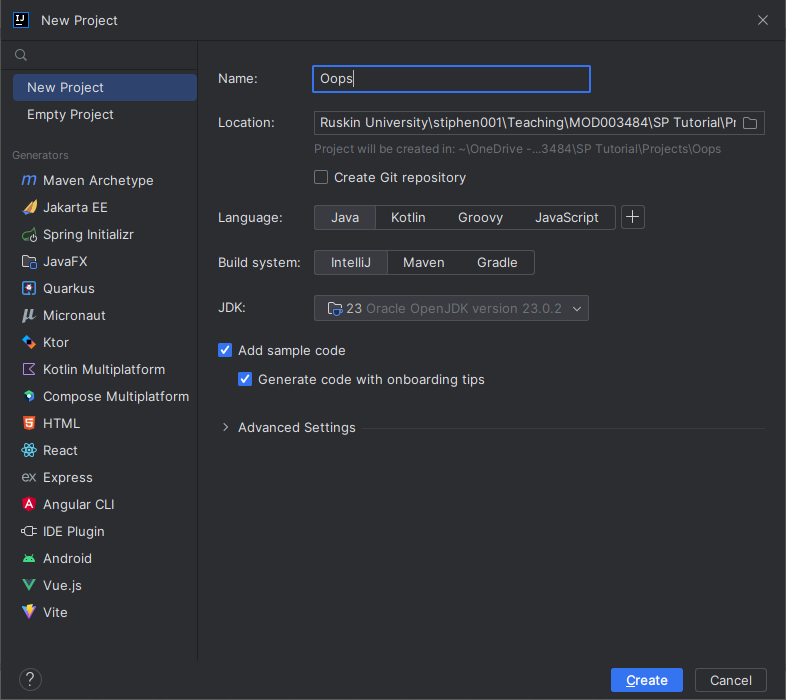 New Project
New Project
Empty Project
Generators
Maven Archetype
Jakarta EE
Spring Initializr
JavaFX
Quarkus
Micronaut
Ktor
Kotlin Multiplatform
Compose Multiplatform
HTML
React
ex Express
Angular CLI
IDE Plugin
Android
Vue.js
Vite
Name: Oops
Location: Ruskin University\stiphen001\Teaching\MOD003484\SP Tutorial\Pr
Project will be created in: ~\OneDrive -...3484\SP Tutorial\Projects\Oops
Create Git repository
Language: Java Kotlin Groovy JavaScript
Build system: IntelliJ Maven Gradle
JDK: 23 Oracle OpenJDK version 23.0.2
Add sample code
Generate code with onboarding tips
Advanced Settings
? Create Cancel